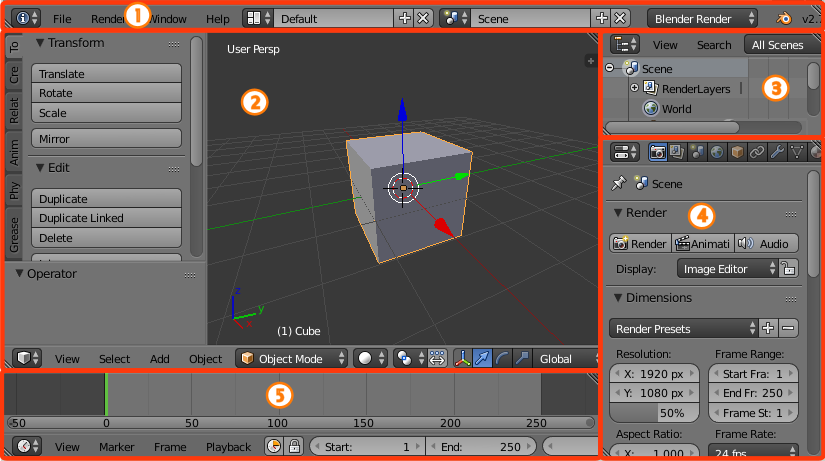 File Render Window Help Default Scene Blender Render v2.7
1
To
Cre
Relat
Anim
Phy
Grease
Transform
Translate
Rotate
Scale
Mirror
Edit
Duplicate
Duplicate Linked
Delete
Operator
User Persp
2
z
y
x
(1) Cube
View Select Add Object Object Mode Global
View Search All Scenes
Scene
RenderLayers
World
3
Scene
4
Render
Render Animati Audio
Display: Image Editor
Dimensions
Render Presets
Resolution: Frame Range:
X: 1920 px Start Fra: 1
Y: 1080 px End Fr: 250
50% Frame St: 1
Aspect Ratio: Frame Rate:
X: 1.000 24 fps
5
-50 0 50 100 150 200 250
View Marker Frame Playback Start: 1 End: 250